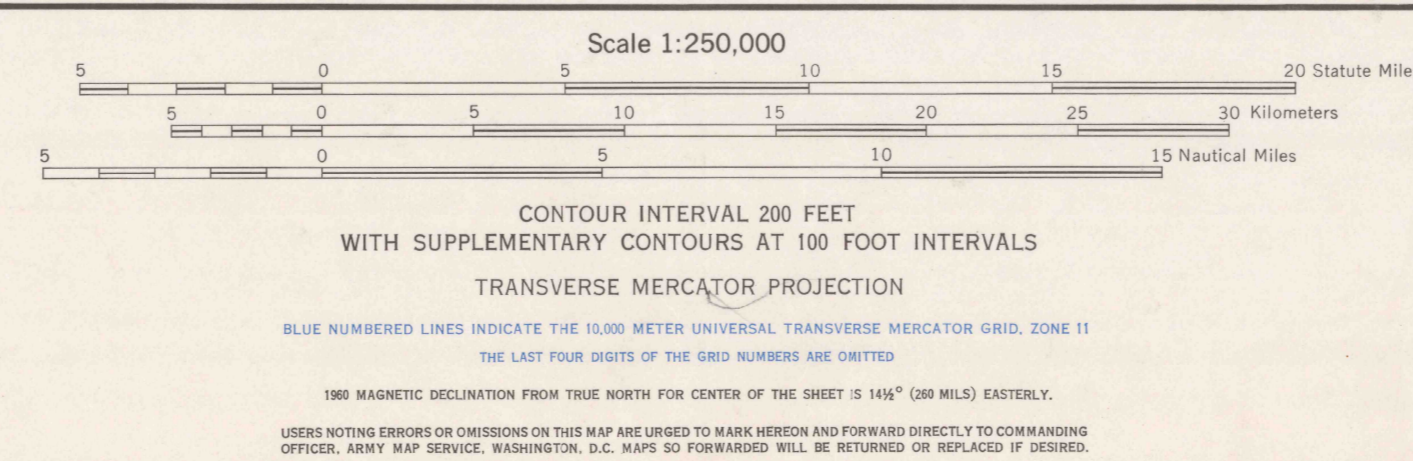 Scale 1:250,000
5 0 5 10 15 20 Statute Mile
5 0 5 10 15 20 25 30 Kilometers
5 0 5 10 15 Nautical Miles
CONTOUR INTERVAL 200 FEET
WITH SUPPLEMENTARY CONTOURS AT 100 FOOT INTERVALS
TRANSVERSE MERCATOR PROJECTION
BLUE NUMBERED LINES INDICATE THE 10,000 METER UNIVERSAL TRANSVERSE MERCATOR GRID, ZONE 11
THE LAST FOUR DIGITS OF THE GRID NUMBERS ARE OMITTED
1960 MAGNETIC DECLINATION FROM TRUE NORTH FOR CENTER OF THE SHEET IS 14½° (260 MILS) EASTERLY.
USERS NOTING ERRORS OR OMISSIONS ON THIS MAP ARE URGED TO MARK HEREON AND FORWARD DIRECTLY TO COMMANDING
OFFICER, ARMY MAP SERVICE, WASHINGTON, D.C. MAPS SO FORWARDED WILL BE RETURNED OR REPLACED IF DESIRED.